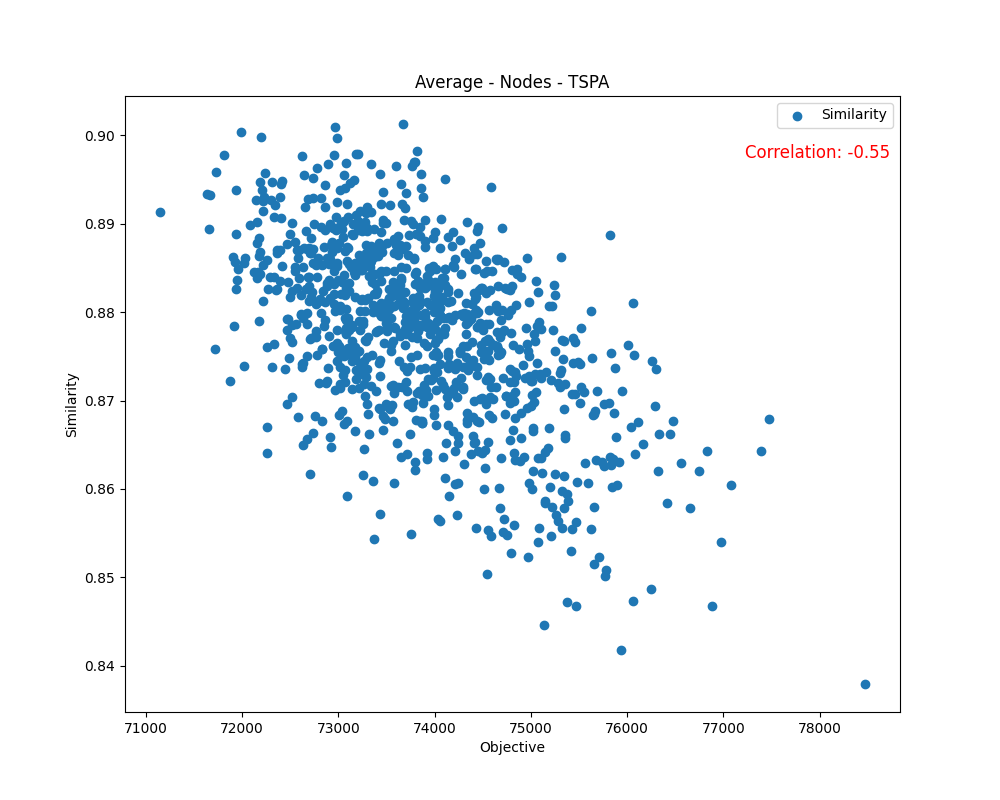 Average - Nodes - TSPA
Similarity
Correlation: -0.55
0.90
0.89
0.88
0.87
0.86
0.85
0.84
Similarity
71000 72000 73000 74000 75000 76000 77000 78000
Objective